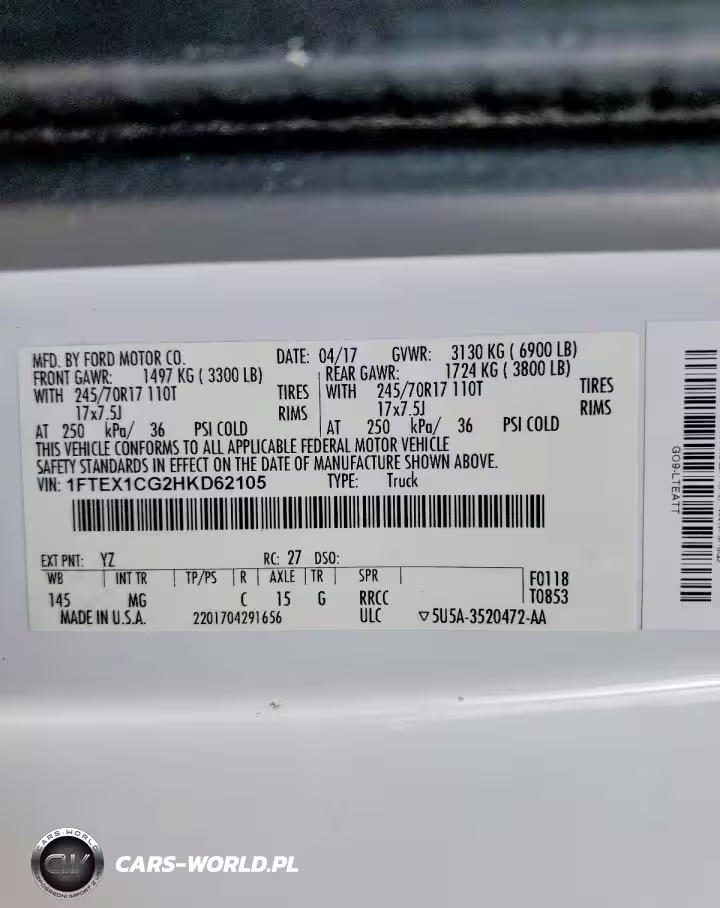 MFD. BY FORD MOTOR CO. DATE: 04/17 GVWR: 3130 KG ( 6900 LB)
FRONT GAWR: 1497 KG ( 3300 LB) REAR GAWR: 1724 KG ( 3800 LB)
WITH 245/70R17 110T TIRES WITH 245/70R17 110T TIRES
17x7.5J RIMS 17x7.5J RIMS
AT 250 kPa/ 36 PSI COLD AT 250 kPa/ 36 PSI COLD
THIS VEHICLE CONFORMS TO ALL APPLICABLE FEDERAL MOTOR VEHICLE
SAFETY STANDARDS IN EFFECT ON THE DATE OF MANUFACTURE SHOWN ABOVE.
VIN: 1FTEX1CG2HKD62105 TYPE: Truck
EXT PNT: YZ RC: 27 DSO:
WB INT TR TP/PS R AXLE TR SPR F0118
145 MG C 15 G RRCC T0853
MADE IN U.S.A. 2201704291656 ULC ▽5U5A-3520472-AA
GO9-LTEATT
CARS-WORLD
CW
CARS-WORLD.PL